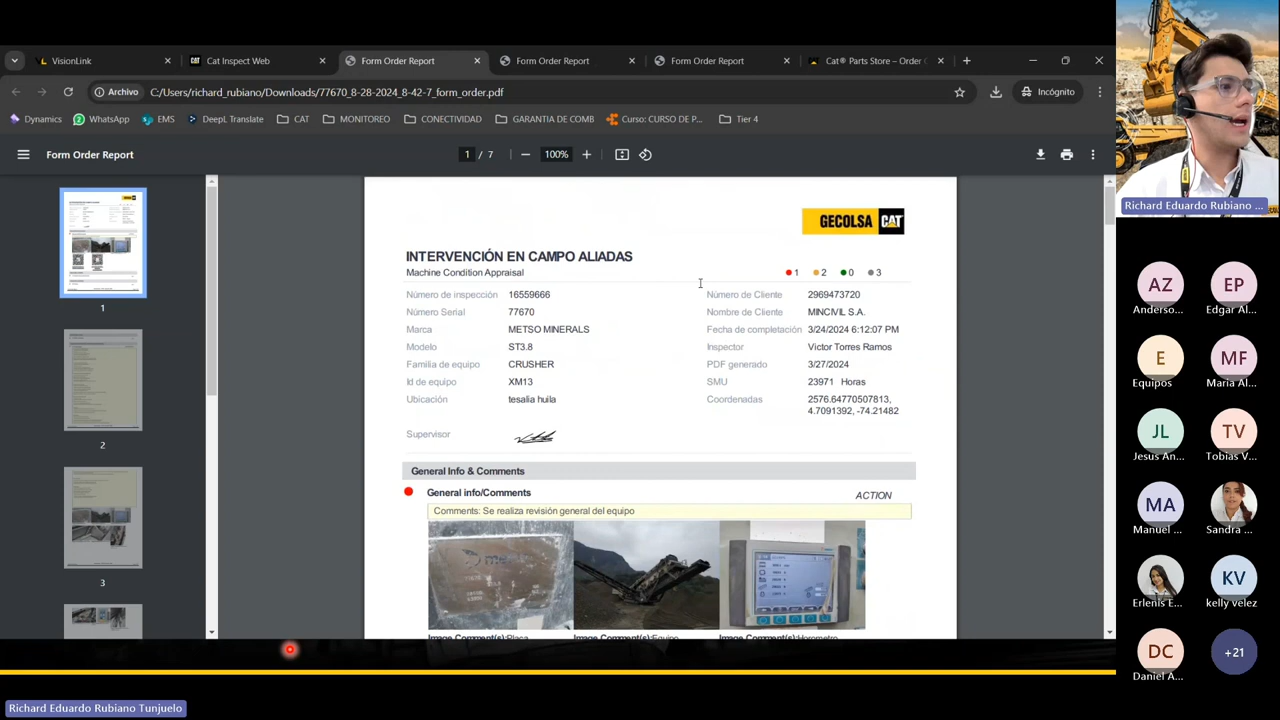 VisionLink
Cat Inspect Web
Form Order Report
Form Order Report
Form Order Report
Cat® Parts Store – Order
Archivo
C:/Users/richard_rubiano/Downloads/77670_8-28-2024_8-42-7_form_order.pdf
Incógnito
Dynamics
WhatsApp
EMS
DeepL Translate
CAT
MONITOREO
CONECTIVIDAD
GARANTIA DE COMB
Curso: CURSO DE P...
Tier 4
Form Order Report
1 / 7
100%
1
2
3
GECOLSA CAT
INTERVENCIÓN EN CAMPO ALIADAS
Machine Condition Appraisal
1 2 0 3
Número de inspección 16559666
Número de Cliente 2969473720
Número Serial 77670
Nombre de Cliente MINCIVIL S.A.
Marca METSO MINERALS
Fecha de completación 3/24/2024 6:12:07 PM
Modelo ST3.8
Inspector Victor Torres Ramos
Familia de equipo CRUSHER
PDF generado 3/27/2024
Id de equipo XM13
SMU 23971 Horas
Ubicación tesalia huila
Coordenadas 2576.64770507813,
4.7091392, -74.21482
Supervisor
General Info & Comments
General info/Comments
ACTION
Comments: Se realiza revisión general del equipo
Image Comment(s):Placa
Image Comment(s):Equipo
Image Comment(s):Horometro
Richard Eduardo Rubiano ...
AZ
Anderso...
EP
Edgar Al...
E
Equipos
MF
Maria Al...
JL
Jesus An...
TV
Tobias V...
MA
Manuel ...
Sandra ...
Erlenis E...
KV
kelly velez
DC
Daniel A...
+21
Richard Eduardo Rubiano Tunjuelo